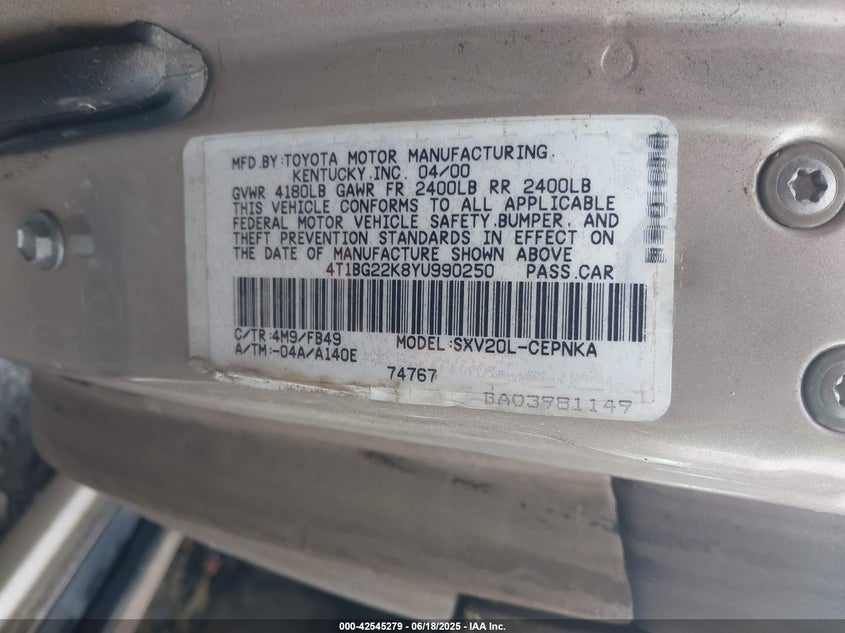 MFD.BY:TOYOTA MOTOR MANUFACTURING,
KENTUCKY.INC. 04/00
GVWR 4180LB GAWR FR 2400LB RR 2400LB
THIS VEHICLE CONFORMS TO ALL APPLICABLE
FEDERAL MOTOR VEHICLE SAFETY.BUMPER, AND
THEFT PREVENTION STANDARDS IN EFFECT ON
THE DATE OF MANUFACTURE SHOWN ABOVE
4T1BG22K8YU990250 PASS.CAR
C/TR:4M9/FB49 MODEL:SXV20L-CEPNKA
A/TM:-04A/A140E
74767
BA03981149
000-42545279 - 06/18/2025 - IAA Inc.